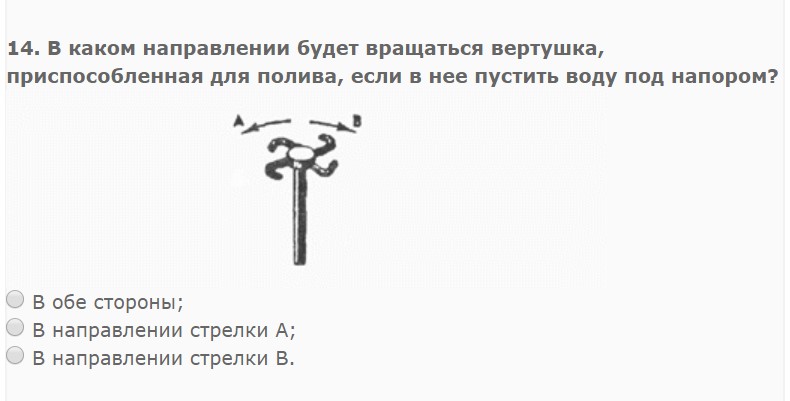 14. В каком направлении будет вращаться вертушка,
приспособленная для полива, если в нее пустить воду под напором?
А В
В обе стороны;
В направлении стрелки А;
В направлении стрелки В.